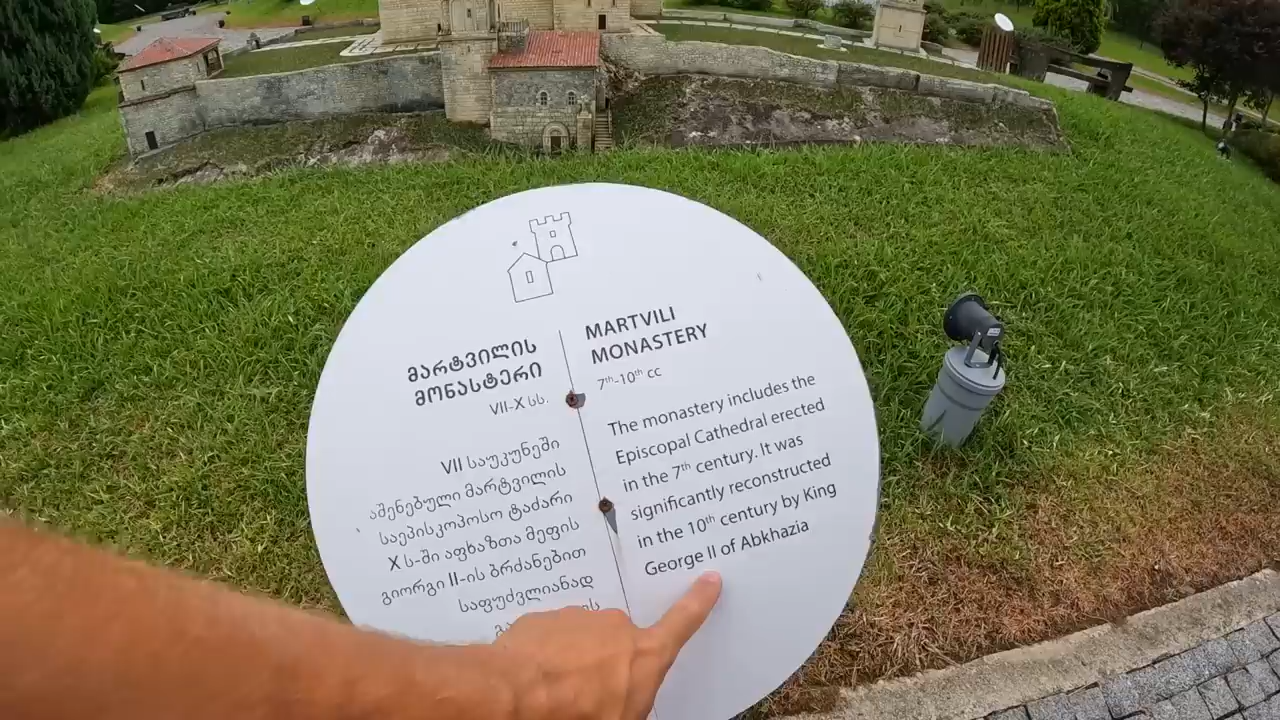 მარტვილის
მონასტერი
VII-X სს.
VII საუკუნეში
აშენებული მარტვილის
საეპისკოპოსო ტაძარი
X ს-ში აფხაზთა მეფის
გიორგი II-ის ბრძანებით
საფუძვლიანად
MARTVILI
MONASTERY
7th-10th cc
The monastery includes the
Episcopal Cathedral erected
in the 7th century. It was
significantly reconstructed
in the 10th century by King
George II of Abkhazia